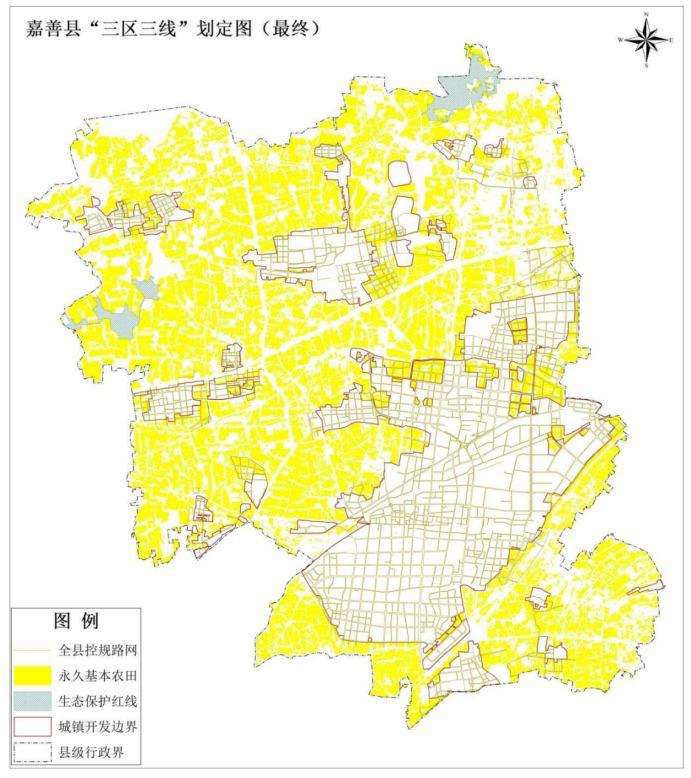 嘉善县“三区三线”划定图（最终）
N
W E
S
图 例
全县控规路网
永久基本农田
生态保护红线
城镇开发边界
县级行政界